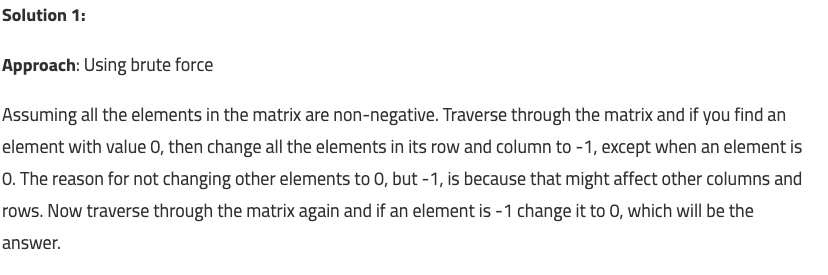 Solution 1:
Approach: Using brute force
Assuming all the elements in the matrix are non-negative. Traverse through the matrix and if you find an
element with value 0, then change all the elements in its row and column to -1, except when an element is
0. The reason for not changing other elements to 0, but -1, is because that might affect other columns and
rows. Now traverse through the matrix again and if an element is -1 change it to 0, which will be the
answer.